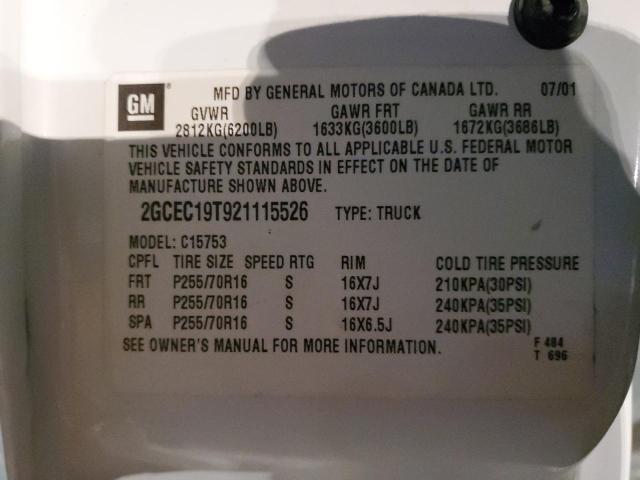 GM
MFD BY GENERAL MOTORS OF CANADA LTD. 07/01
GVWR GAWR FRT GAWR RR
2812KG(6200LB) 1633KG(3600LB) 1672KG(3686LB)
THIS VEHICLE CONFORMS TO ALL APPLICABLE U.S. FEDERAL MOTOR
VEHICLE SAFETY STANDARDS IN EFFECT ON THE DATE OF
MANUFACTURE SHOWN ABOVE.
2GCEC19T921115526 TYPE: TRUCK
MODEL: C15753
CPFL TIRE SIZE SPEED RTG RIM COLD TIRE PRESSURE
FRT P255/70R16 S 16X7J 210KPA(30PSI)
RR P255/70R16 S 16X7J 240KPA(35PSI)
SPA P255/70R16 S 16X6.5J 240KPA(35PSI)
SEE OWNER'S MANUAL FOR MORE INFORMATION.
F 484
T 696